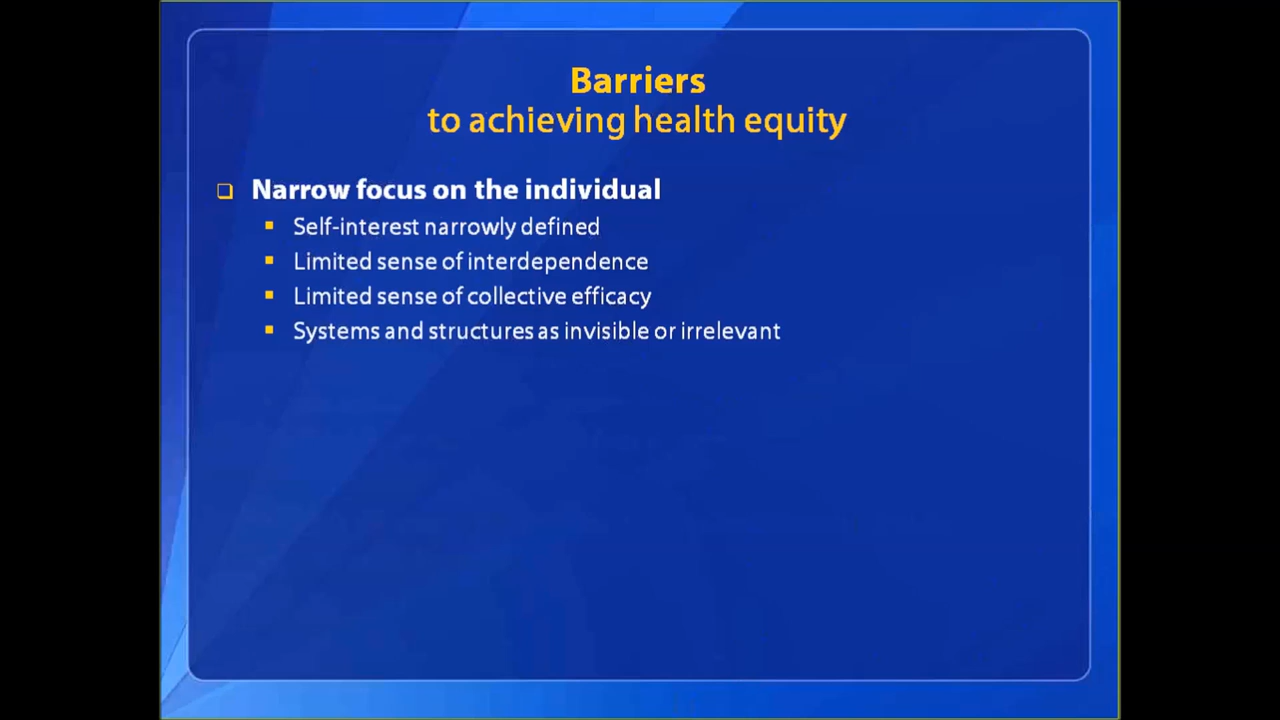 Barriers
to achieving health equity
Narrow focus on the individual
Self-interest narrowly defined
Limited sense of interdependence
Limited sense of collective efficacy
Systems and structures as invisible or irrelevant